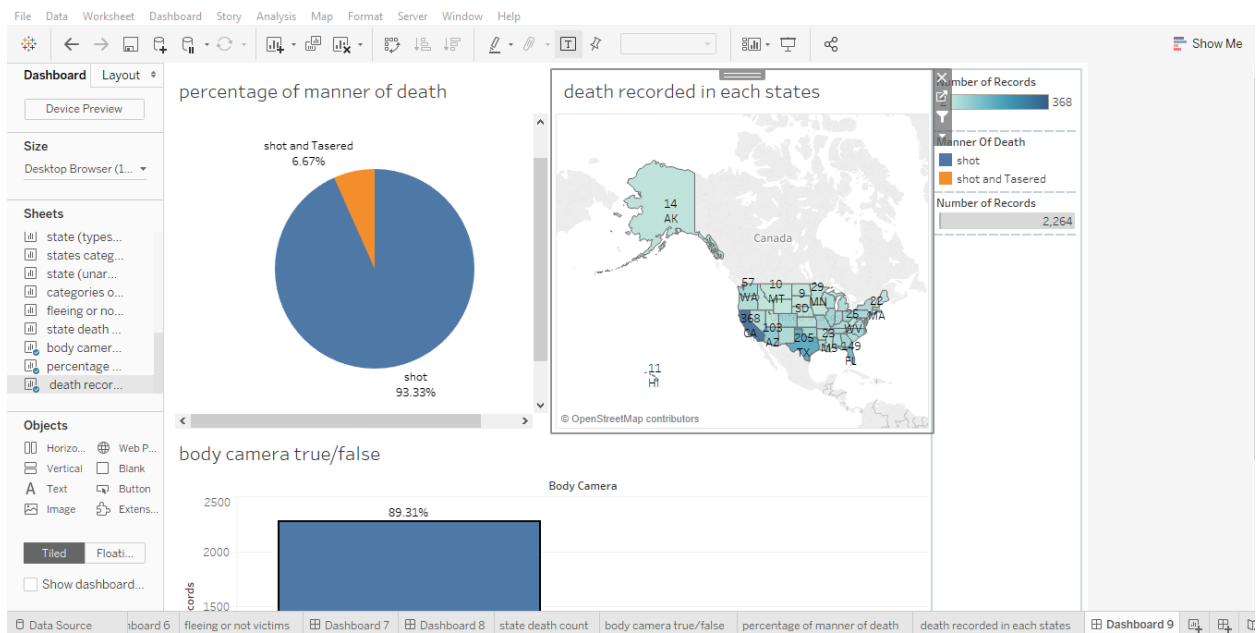 File Data Worksheet Dashboard Story Analysis Map Format Server Window Help
Show Me
Dashboard Layout
Device Preview
Size
Desktop Browser (1...
Sheets
state (types...
states categ...
state (unar...
categories o...
fleeing or no...
state death ...
body camer...
percentage ...
death recor...
Objects
Horizo... Web P...
Vertical Blank
Text Button
Image Extens...
Tiled Floati...
Show dashboard...
percentage of manner of death
shot and Tasered
6.67%
shot
93.33%
death recorded in each states
14
AK
Canada
57
WA
10
MT
9
SD
29
MN
22
MA
368
CA
103
AZ
205
TX
25
WV
MS
149
FL
11
HI
© OpenStreetMap contributors
Number of Records
368
Manner Of Death
shot
shot and Tasered
Number of Records
2,264
body camera true/false
Body Camera
89.31%
2500
2000
1500
cords
Data Source hboard 6 fleeing or not victims Dashboard 7 Dashboard 8 state death count body camera true/false percentage of manner of death death recorded in each states Dashboard 9